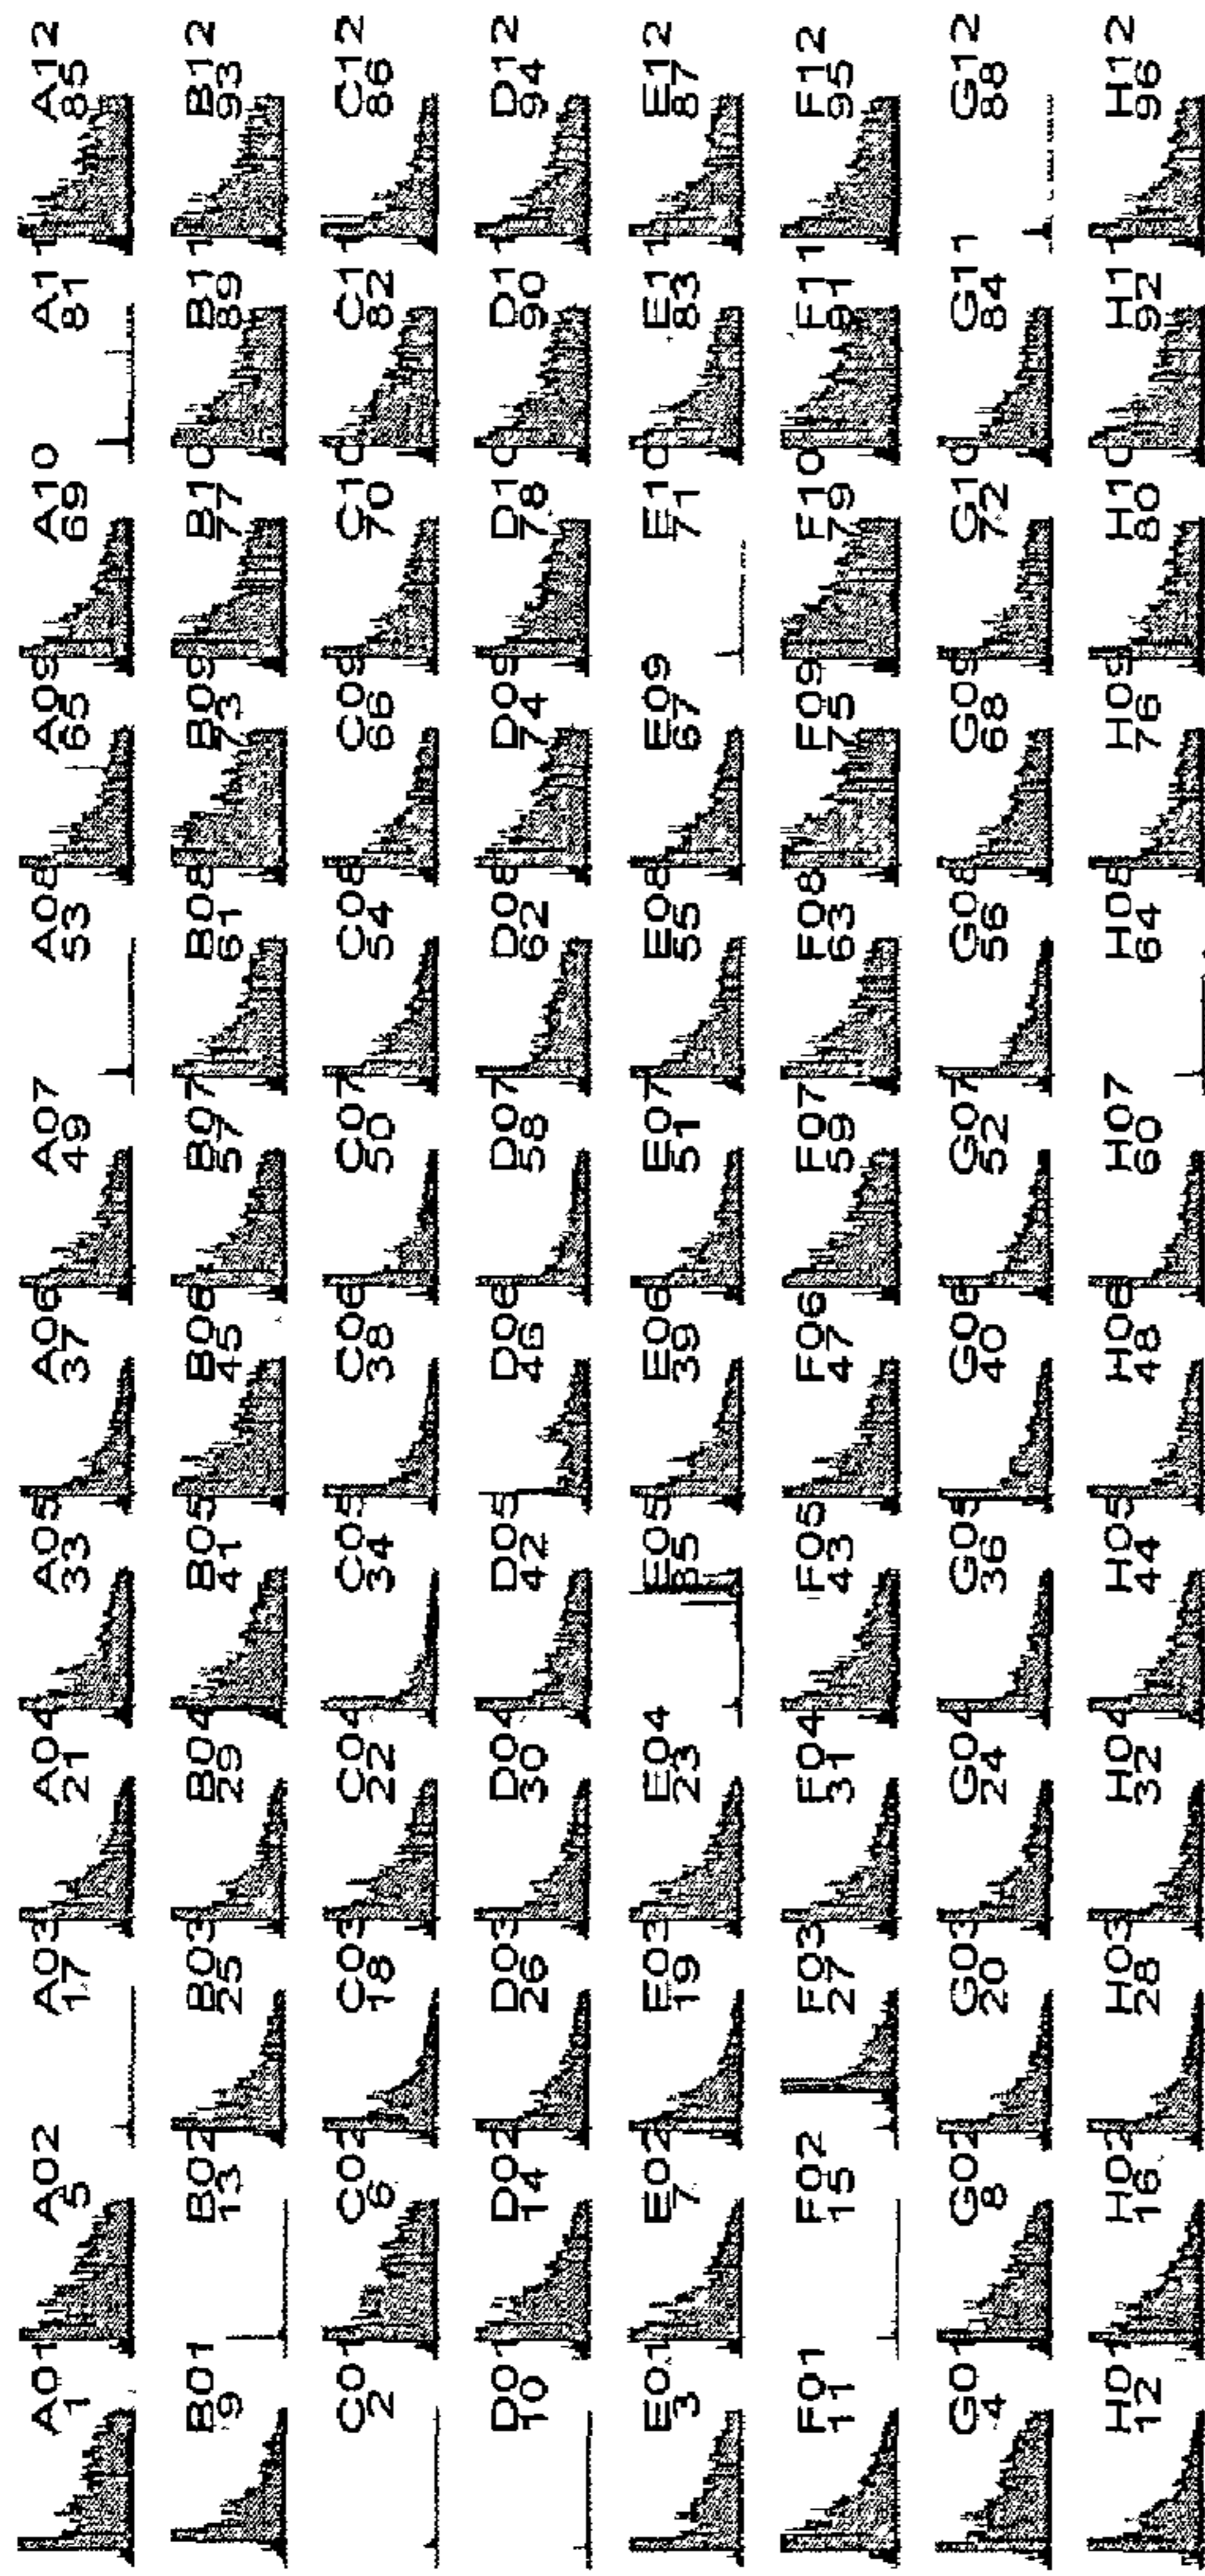 A01 A02 A03 A04 A05 A06 A07 A08 A09 A10 A11 A12
1 5 17 21 33 37 49 53 65 69 81 85
B01 B02 B03 B04 B05 B06 B07 B08 B09 B10 B11 B12
9 13 25 29 41 45 57 61 73 77 89 93
C01 C02 C03 C04 C05 C06 C07 C08 C09 C10 C11 C12
2 6 18 22 34 38 50 54 66 70 82 86
D01 D02 D03 D04 D05 D06 D07 D08 D09 D10 D11 D12
10 14 26 30 42 46 58 62 74 78 90 94
E01 E02 E03 E04 E05 E06 E07 E08 E09 E10 E11 E12
3 7 19 23 35 39 51 55 67 71 83 87
F01 F02 F03 F04 F05 F06 F07 F08 F09 F10 F11 F12
11 15 27 31 43 47 59 63 75 79 91 95
G01 G02 G03 G04 G05 G06 G07 G08 G09 G10 G11 G12
4 8 20 24 36 40 52 56 68 72 84 88
H01 H02 H03 H04 H05 H06 H07 H08 H09 H10 H11 H12
12 16 28 32 44 48 60 64 76 80 92 96